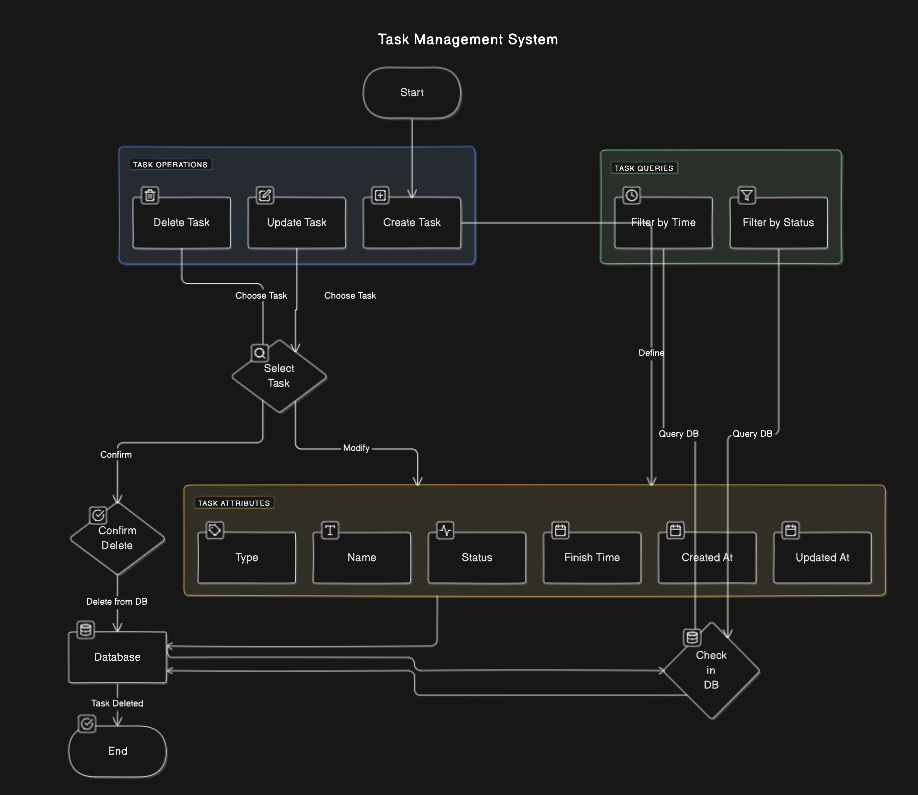 Task Management System
Start
TASK OPERATIONS
TASK QUERIES
Delete Task
Update Task
Create Task
Filter by Time
Filter by Status
Choose Task
Choose Task
Select
Task
Define
Query DB
Query DB
Modify
Confirm
TASK ATTRIBUTES
Confirm
Delete
Type
Name
Status
Finish Time
Created At
Updated At
Delete from DB
Database
Check
in
DB
Task Deleted
End